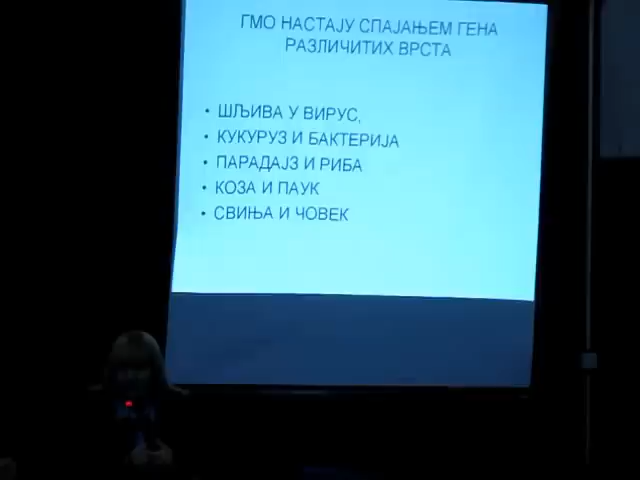 ГМО НАСТАЈУ СПАЈАЊЕМ ГЕНА
РАЗЛИЧИТИХ ВРСТА
• ШЉИВА У ВИРУС,
• КУКУРУЗ И БАКТЕРИЈА
• ПАРАДАЈЗ И РИБА
• КОЗА И ПАУК
• СВИЊА И ЧОВЕК